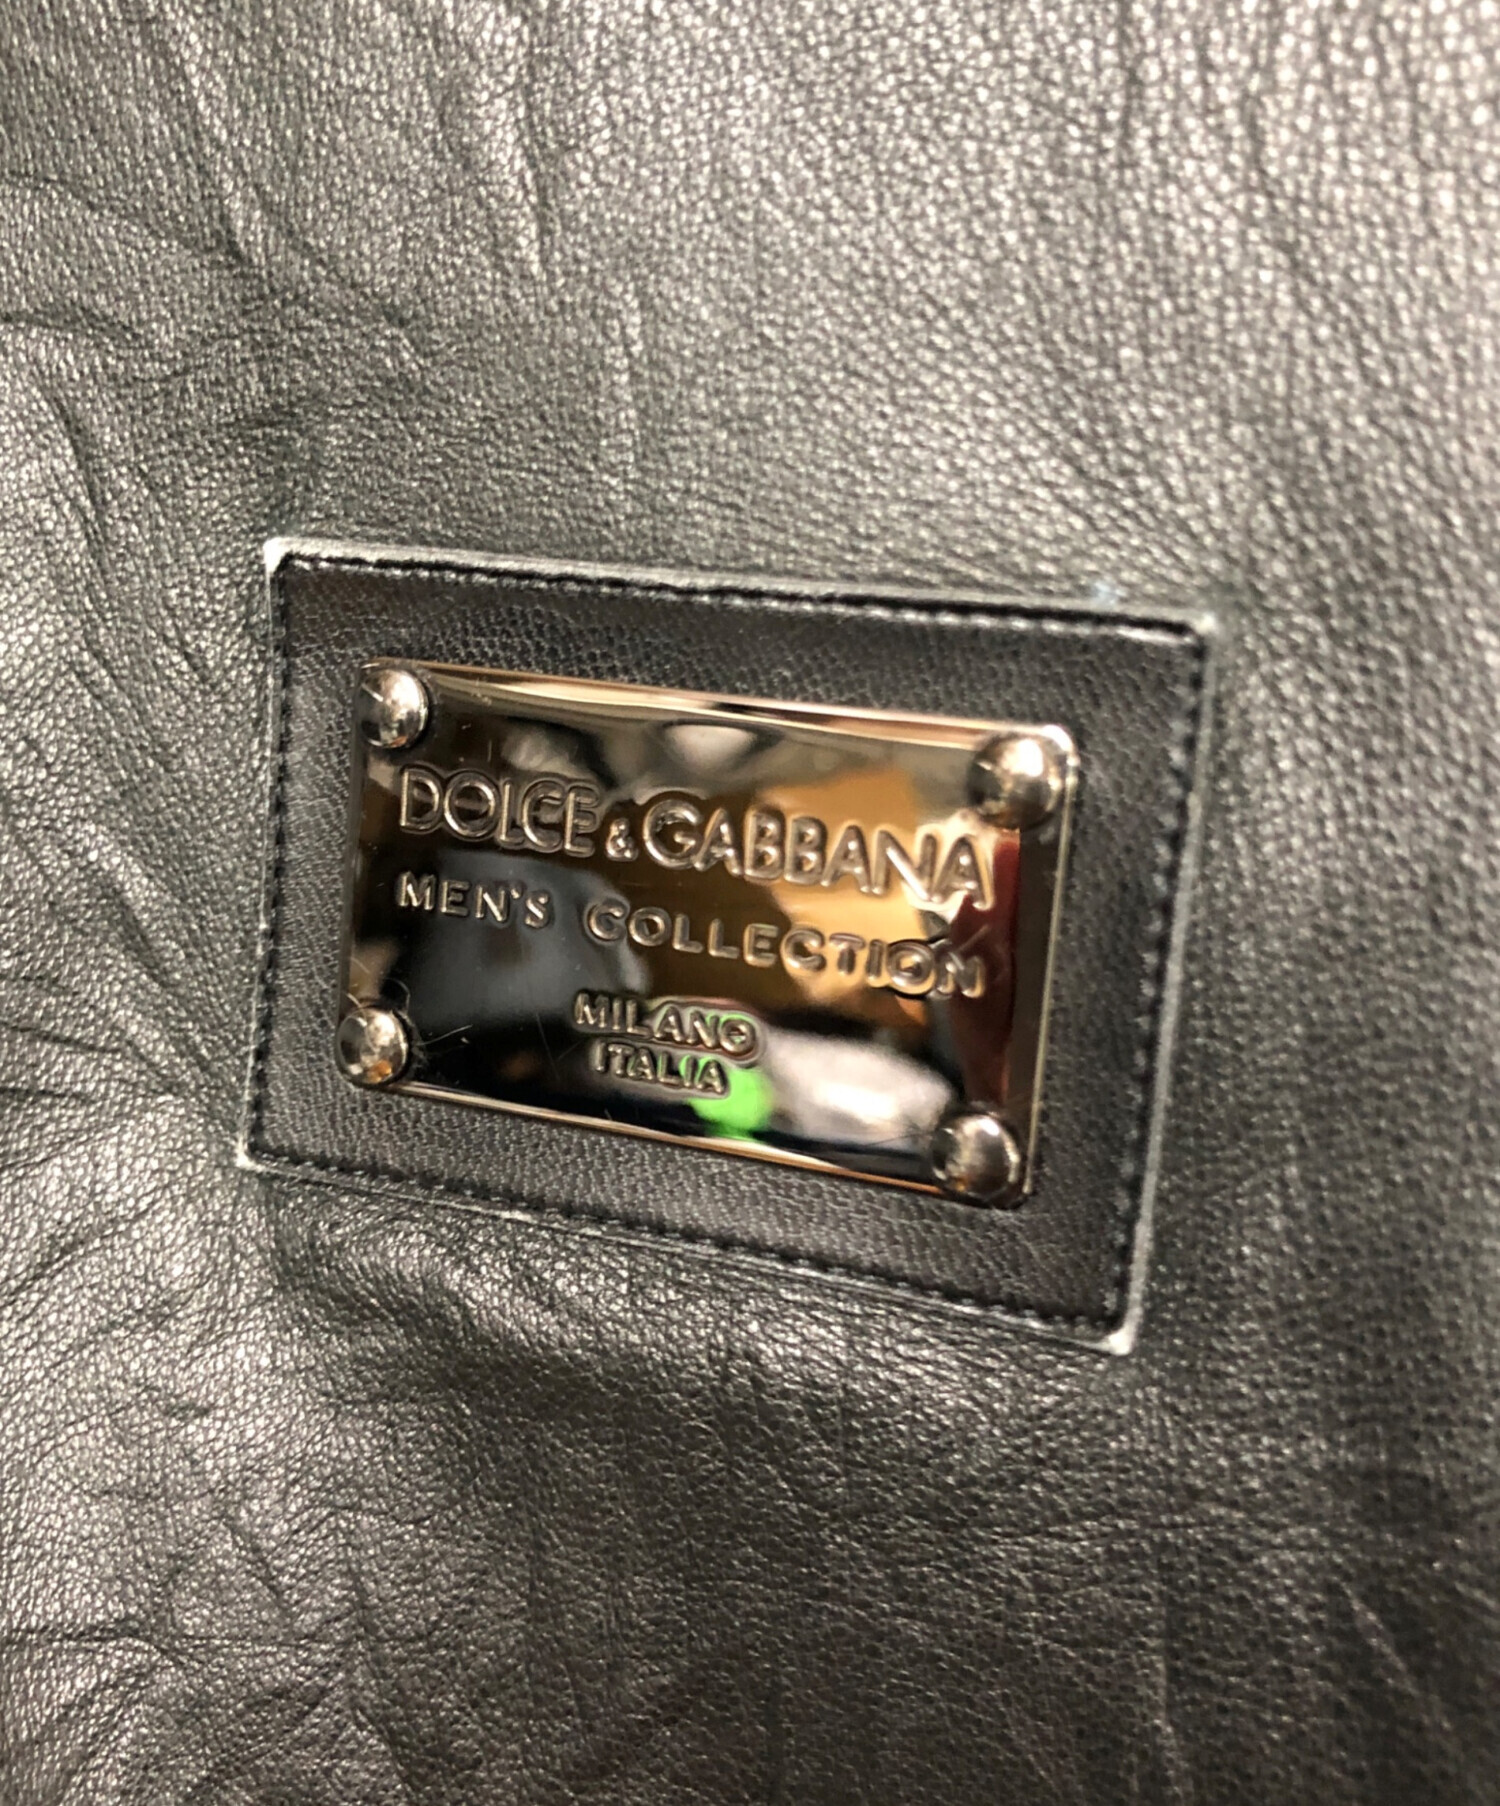 DOLCE & GABBANA
MEN'S COLLECTION
MILANO
ITALIA